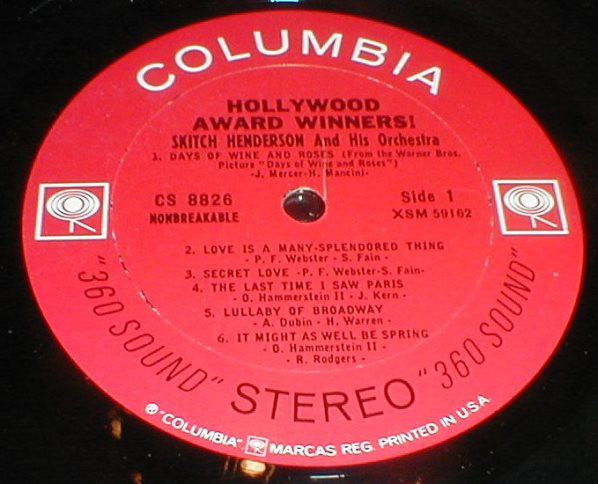 COLUMBIA
HOLLYWOOD
AWARD WINNERS!
SKITCH HENDERSON And His Orchestra
1. DAYS OF WINE AND ROSES (From the Warner Bros.
Picture "Days of Wine and Roses")
-J. Mercer-H. Mancini-
CS 8826
NONBREAKABLE
Side 1
XSM 59162
2. LOVE IS A MANY-SPLENDORED THING
- P. F. Webster - S. Fain -
3. SECRET LOVE -P. F. Webster-S. Fain-
4. THE LAST TIME I SAW PARIS
- O. Hammerstein II - J. Kern -
5. LULLABY OF BROADWAY
- A. Dubin - H. Warren -
6. IT MIGHT AS WELL BE SPRING
- O. Hammerstein II -
- R. Rodgers -
"360 SOUND" STEREO "360 SOUND"
® "COLUMBIA", MARCAS REG. PRINTED IN U.S.A.